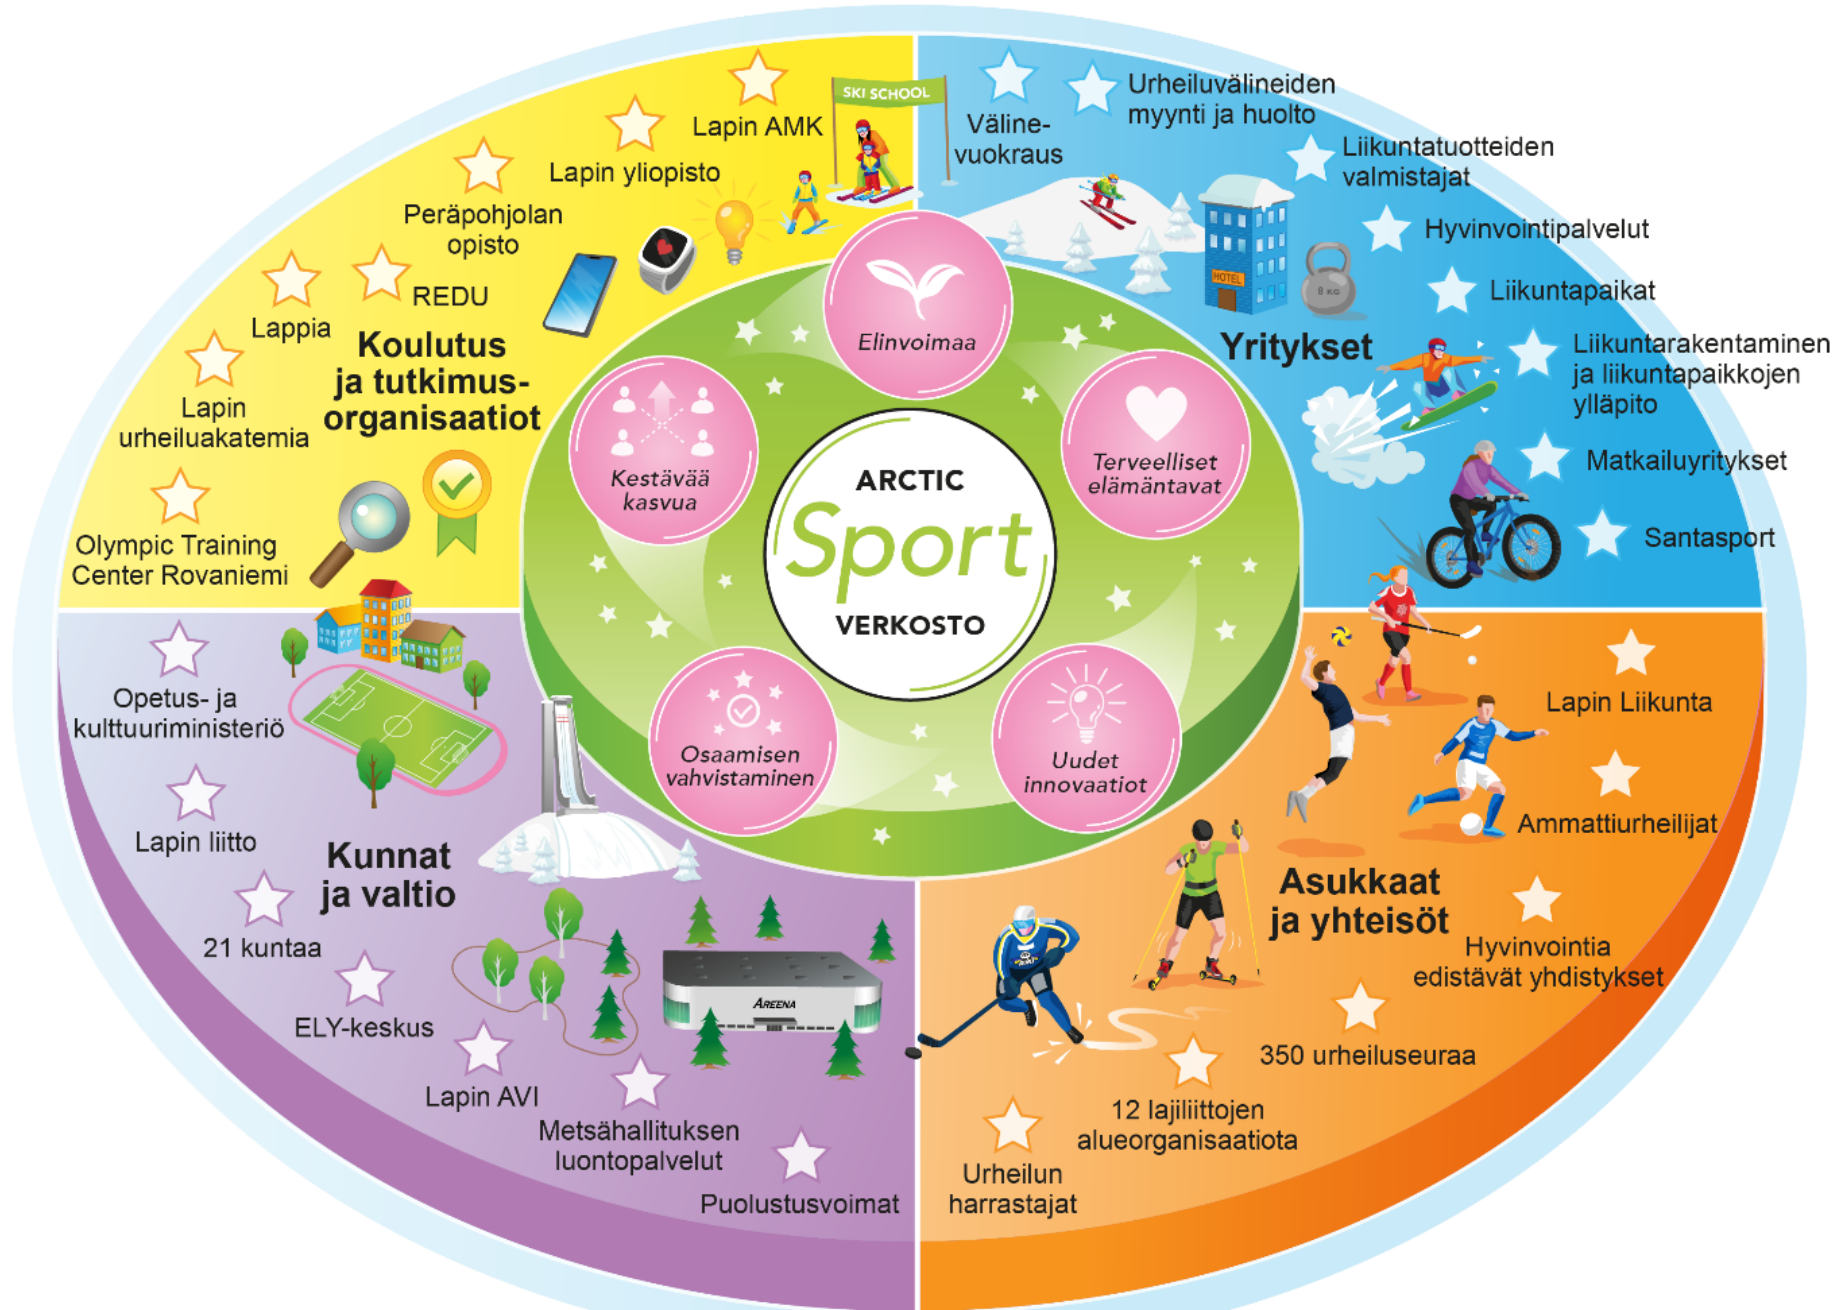 SKI SCHOOL
Lapin AMK
Lapin yliopisto
Peräpohjolan
opisto
REDU
Lappia
Lapin
urheiluakatemia
Olympic Training
Center Rovaniemi
Koulutus
ja tutkimus-
organisaatiot
Väline-
vuokraus
Urheiluvälineiden
myynti ja huolto
Liikuntatuotteiden
valmistajat
Hyvinvointipalvelut
Liikuntapaikat
Liikuntarakentaminen
ja liikuntapaikkojen
ylläpito
Matkailuyritykset
Santasport
HOTEL
8 KG
Yritykset
Elinvoimaa
Kestävää
kasvua
Terveelliset
elämäntavat
ARCTIC
Sport
VERKOSTO
Osaamisen
vahvistaminen
Uudet
innovaatiot
Opetus- ja
kulttuuriministeriö
Lapin liitto
21 kuntaa
ELY-keskus
Lapin AVI
Metsähallituksen
luontopalvelut
Puolustusvoimat
Kunnat
ja valtio
AREENA
Lapin Liikunta
Ammattiurheilijat
Asukkaat
ja yhteisöt
Hyvinvointia
edistävät yhdistykset
350 urheiluseuraa
12 lajiliittojen
alueorganisaatiota
Urheilun
harrastajat